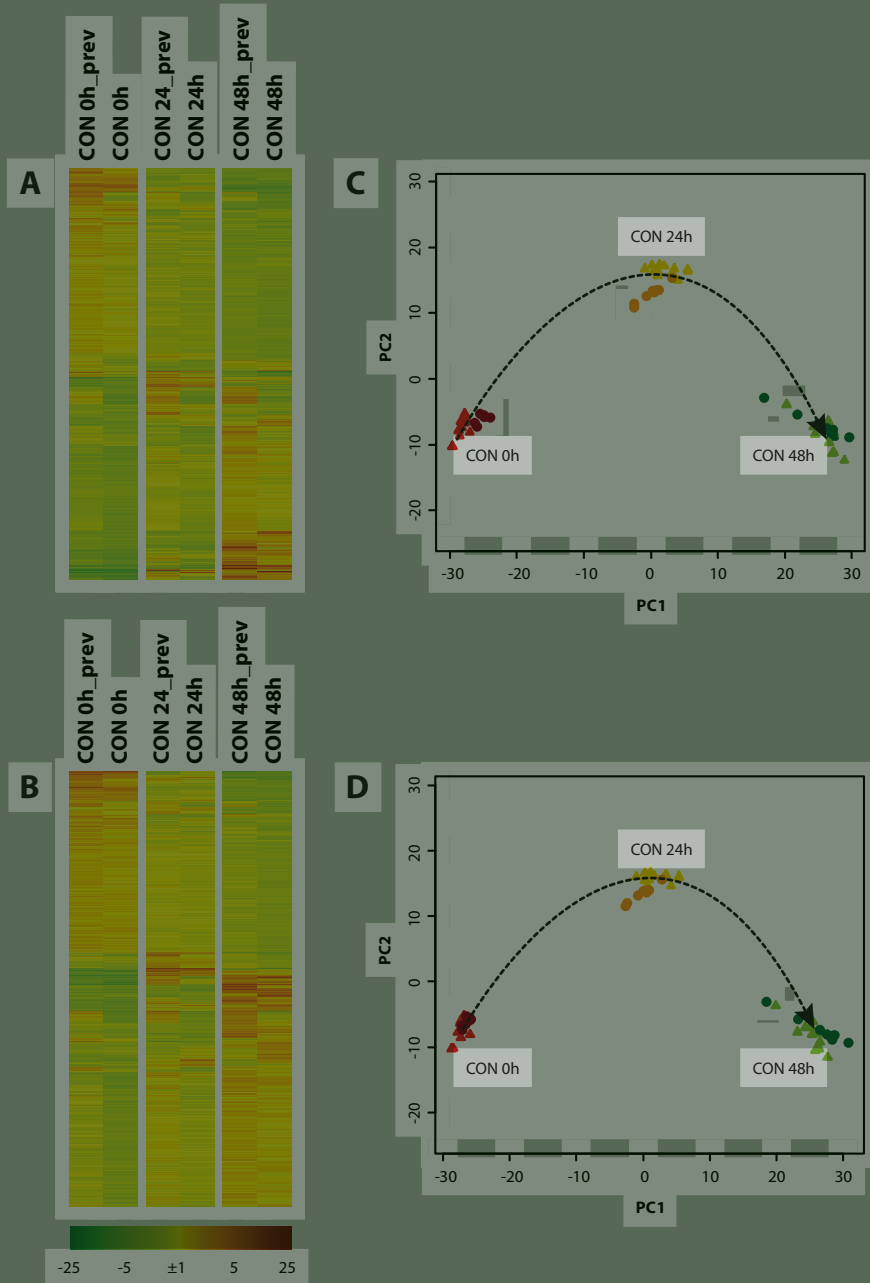 CON 0h_prev
CON 0h
CON 24_prev
CON 24h
CON 48h_prev
CON 48h
A
C
30
20
10
0
-10
-20
PC2
CON 24h
CON 0h
CON 48h
-30 -20 -10 0 10 20 30
PC1
CON 0h_prev
CON 0h
CON 24_prev
CON 24h
CON 48h_prev
CON 48h
B
D
30
20
10
0
-10
-20
PC2
CON 24h
CON 0h
CON 48h
-30 -20 -10 0 10 20 30
PC1
-25 -5 ±1 5 25